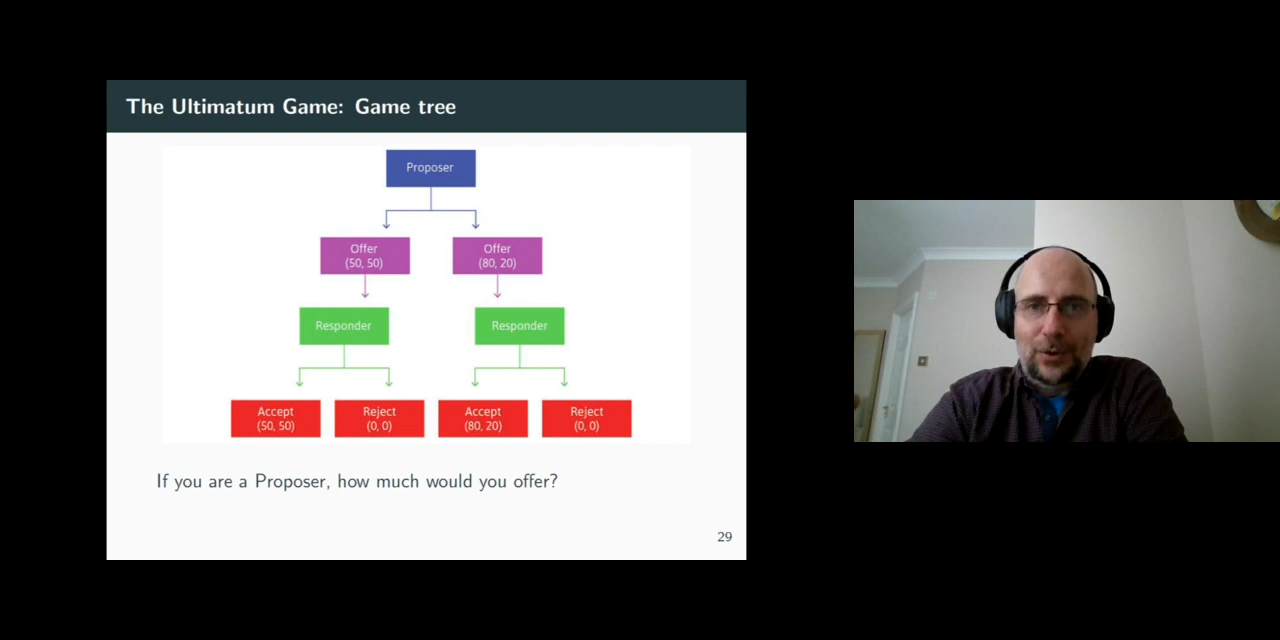 The Ultimatum Game: Game tree
Proposer
Offer
(50, 50)
Offer
(80, 20)
Responder
Responder
Accept
(50, 50)
Reject
(0, 0)
Accept
(80, 20)
Reject
(0, 0)
If you are a Proposer, how much would you offer?
29